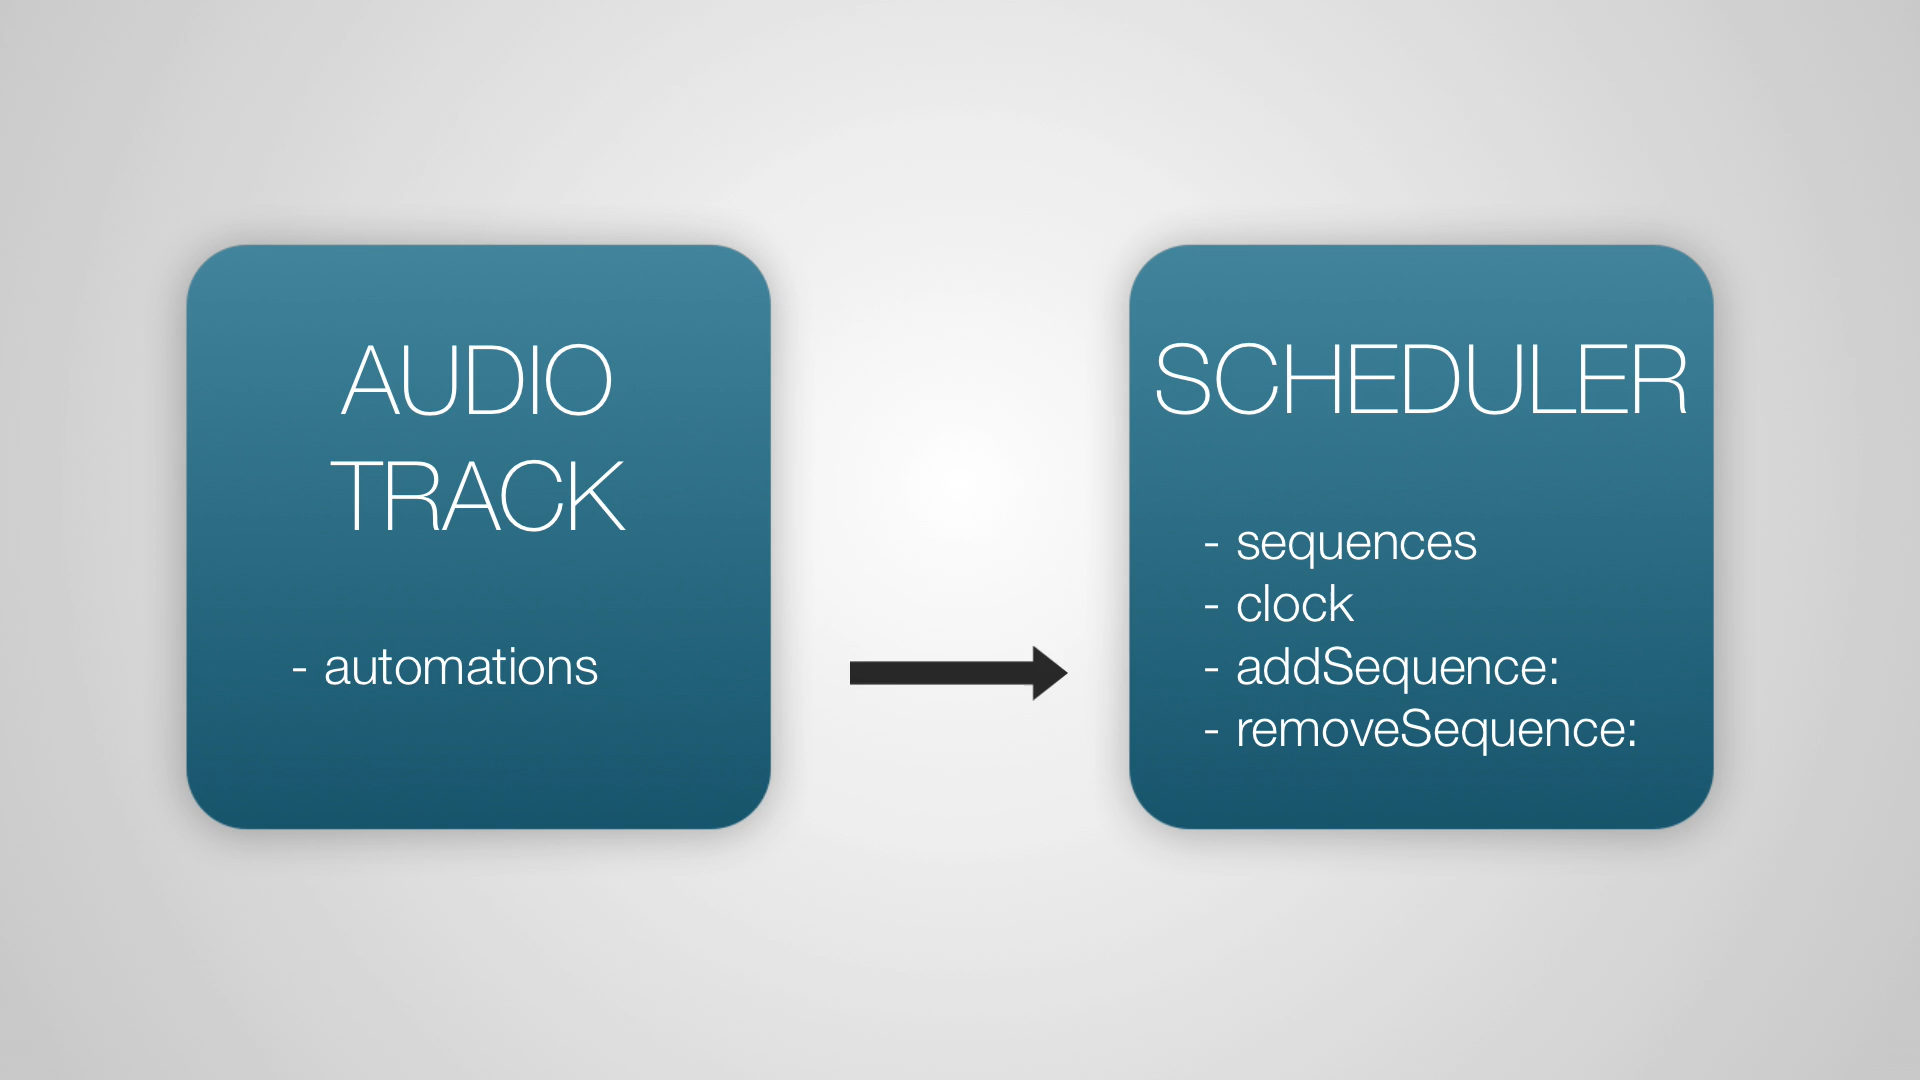 AUDIO
TRACK
- automations
SCHEDULER
- sequences
- clock
- addSequence:
- removeSequence: